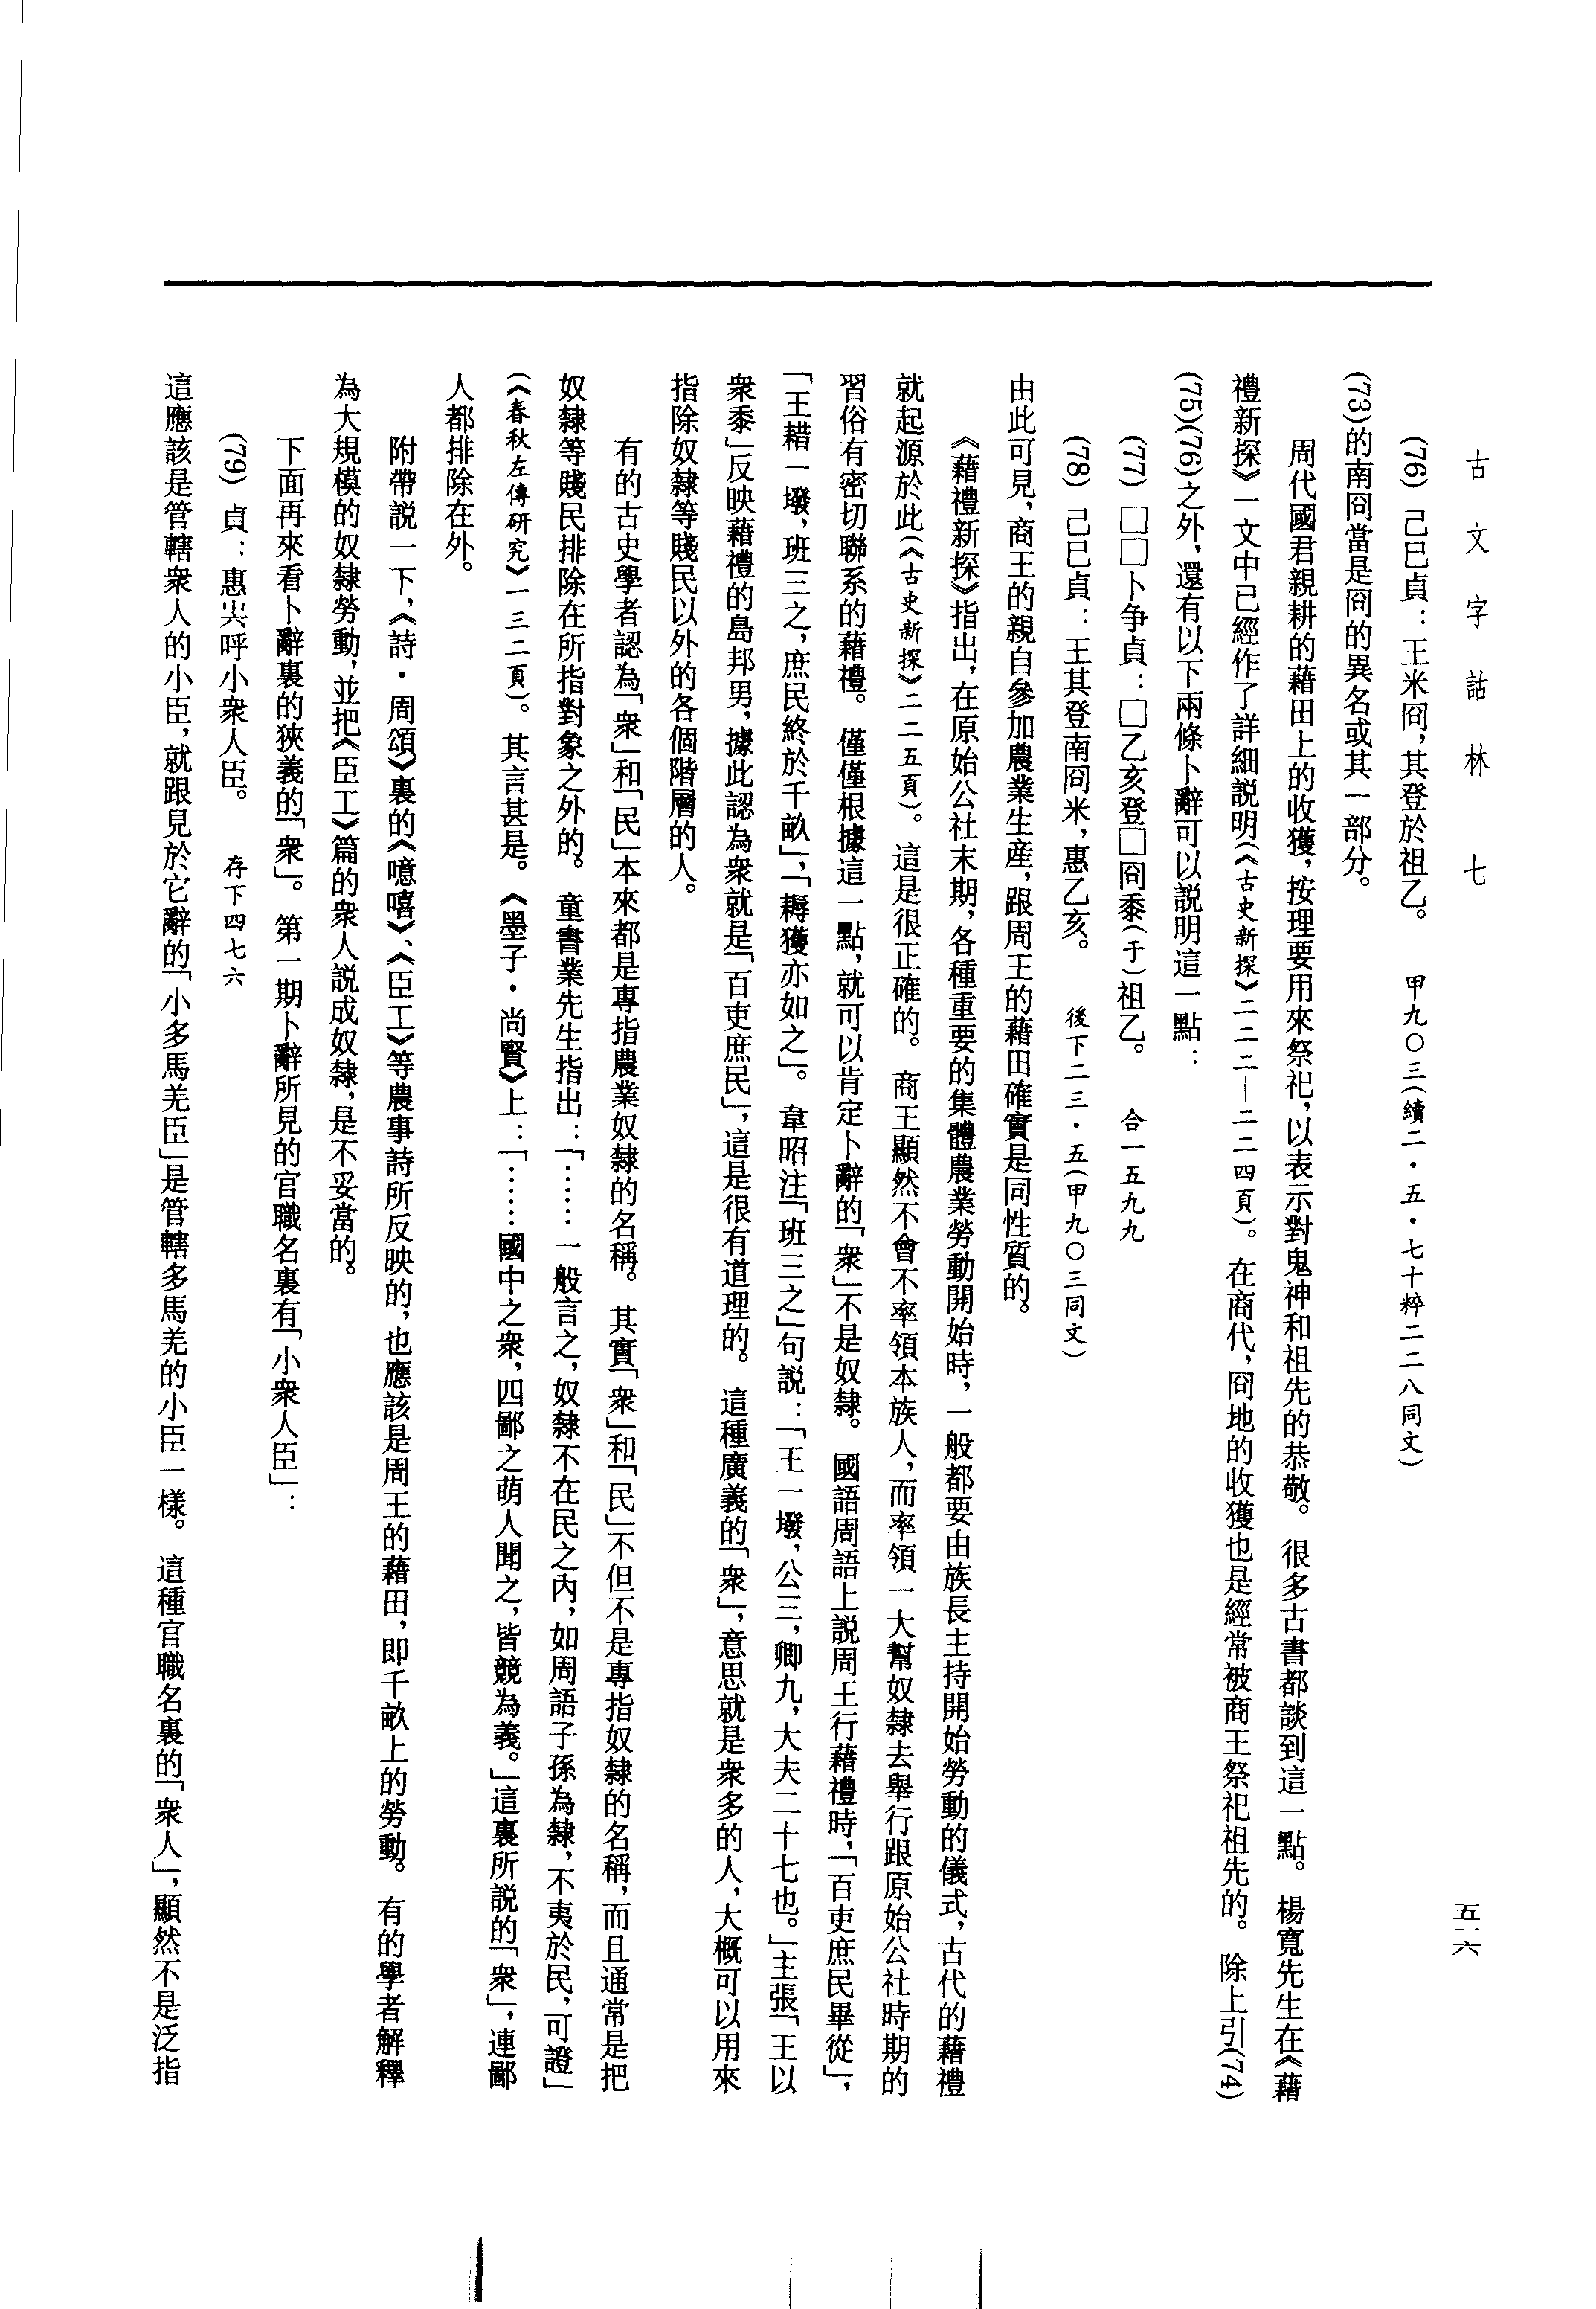 古文字詁林　七
五一六
(76) 己巳貞：王米冏，其登於祖乙。　甲九〇三(續二·五·七十粹二二八同文)
(73)的南冏當是冏的異名或其一部分。
周代國君親耕的藉田上的收獲，按理要用來祭祀，以表示對鬼神和祖先的恭敬。很多古書都談到這一點。楊寬先生在《藉
禮新探》一文中已經作了詳細説明(《古史新探》二二二—二二四頁)。在商代，冏地的收獲也是經常被商王祭祀祖先的。除上引(74)
(75)(76)之外，還有以下兩條卜辭可以説明這一點：
(77) □□卜争貞：□乙亥登□冏黍(于)祖乙。　合一五九九
(78) 己巳貞：王其登南冏米，惠乙亥。　後下二三·五(甲九〇三同文)
由此可見，商王的親自參加農業生産，跟周王的藉田確實是同性質的。
《藉禮新探》指出，在原始公社末期，各種重要的集體農業勞動開始時，一般都要由族長主持開始勞動的儀式，古代的藉禮
就起源於此(《古史新探》二二五頁)。這是很正確的。商王顯然不會不率領本族人，而率領一大幫奴隸去舉行跟原始公社時期的
習俗有密切聯系的藉禮。僅僅根據這一點，就可以肯定卜辭的「衆」不是奴隸。國語周語上説周王行藉禮時，「百吏庶民畢從」，
「王耤一墢，班三之，庶民終於千畝」，「耨獲亦如之」。韋昭注「班三之」句説：「王一墢，公三，卿九，大夫二十七也。」主張「王以
衆黍」反映藉禮的島邦男，據此認為衆就是「百吏庶民」，這是很有道理的。這種廣義的「衆」，意思就是衆多的人，大概可以用來
指除奴隸等賤民以外的各個階層的人。
有的古史學者認為「衆」和「民」本來都是專指農業奴隸的名稱。其實「衆」和「民」不但不是專指奴隸的名稱，而且通常是把
奴隸等賤民排除在所指對象之外的。童書業先生指出：「……一般言之，奴隸不在民之内，如周語子孫為隸，不夷於民，可證」
(《春秋左傳研究》一三二頁)。其言甚是。《墨子·尚賢》上：「……國中之衆，四鄙之萌人聞之，皆競為義。」這裏所説的「衆」，連鄙
人都排除在外。
附帶説一下，《詩·周頌》裏的《噫嘻》、《臣工》等農事詩所反映的，也應該是周王的藉田，即千畝上的勞動。有的學者解釋
為大規模的奴隸勞動，並把《臣工》篇的衆人説成奴隸，是不妥當的。
下面再來看卜辭裏的狹義的「衆」。第一期卜辭所見的官職名裏有「小衆人臣」：
(79) 貞：惠㕛呼小衆人臣。　存下四七六
這應該是管轄衆人的小臣，就跟見於它辭的「小多馬羌臣」是管轄多馬羌的小臣一樣。這種官職名裏的「衆人」，顯然不是泛指